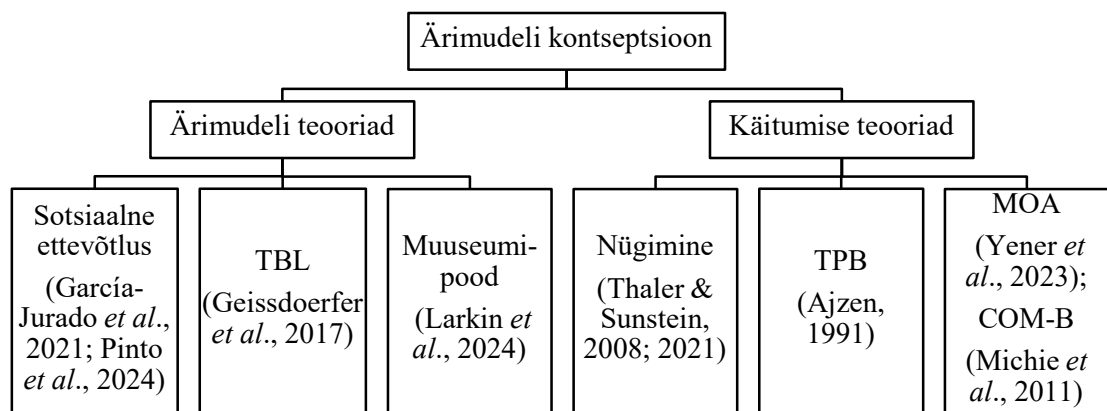 Ärimudeli kontseptsioon
Ärimudeli teooriad
Käitumise teooriad
Sotsiaalne
ettevõtlus
(García-
Jurado et al.,
2021; Pinto
et al., 2024)
TBL
(Geissdoerfer
et al., 2017)
Muuseumi-
pood
(Larkin et
al., 2024)
Nügimine
(Thaler &
Sunstein,
2008; 2021)
TPB
(Ajzen,
1991)
MOA
(Yener et
al., 2023);
COM-B
(Michie et
al., 2011)